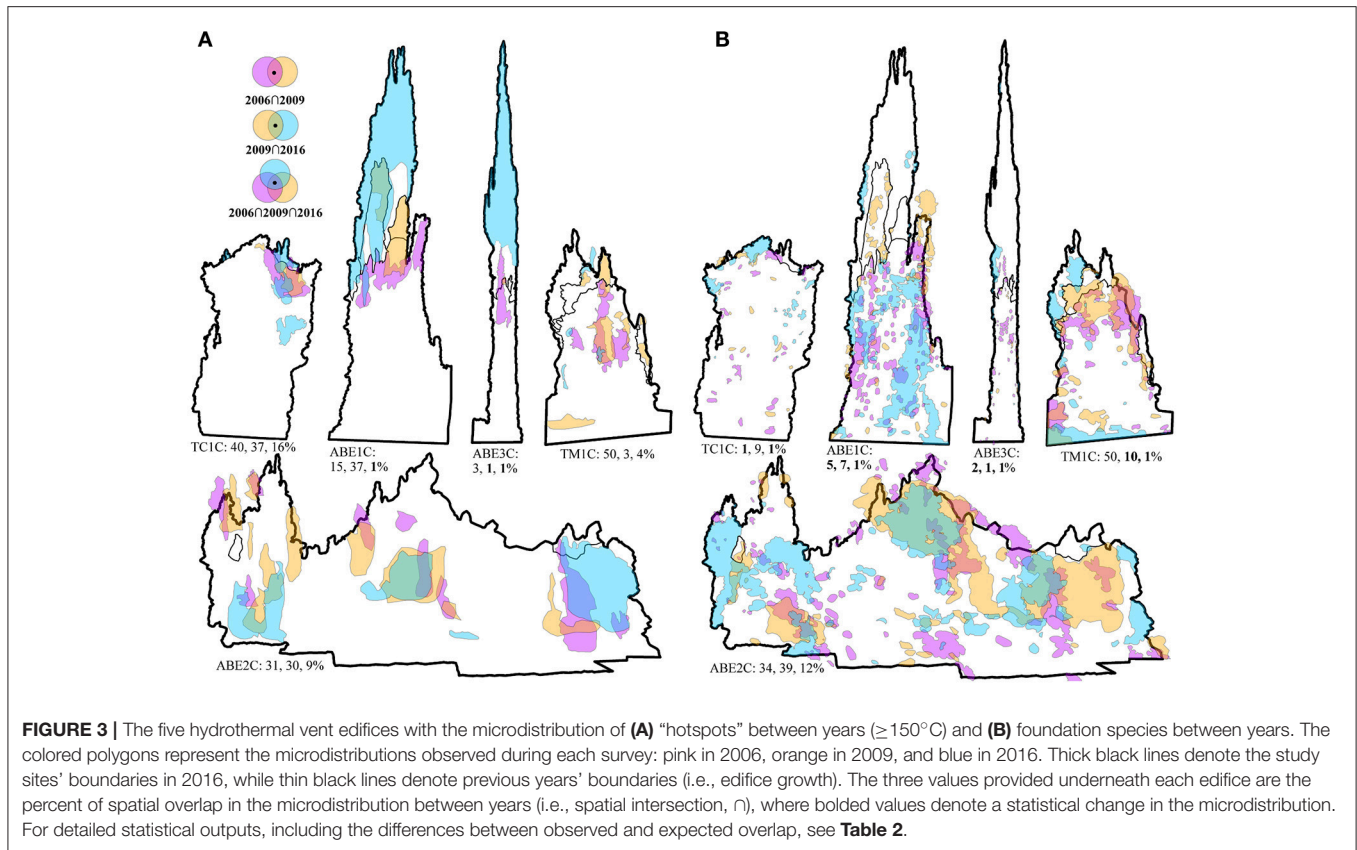 A
B
2006∩2009
2009∩2016
2006∩2009∩2016
TC1C: 40, 37, 16%
ABE1C:
15, 37, 1%
ABE3C:
3, 1, 1%
TM1C: 50, 3, 4%
TC1C: 1, 9, 1%
ABE1C:
5, 7, 1%
ABE3C:
2, 1, 1%
TM1C: 50, 10, 1%
ABE2C: 31, 30, 9%
ABE2C: 34, 39, 12%
FIGURE 3 | The five hydrothermal vent edifices with the microdistribution of (A) “hotspots” between years (≥150°C) and (B) foundation species between years. The
colored polygons represent the microdistributions observed during each survey: pink in 2006, orange in 2009, and blue in 2016. Thick black lines denote the study
sites’ boundaries in 2016, while thin black lines denote previous years’ boundaries (i.e., edifice growth). The three values provided underneath each edifice are the
percent of spatial overlap in the microdistribution between years (i.e., spatial intersection, ∩), where bolded values denote a statistical change in the microdistribution.
For detailed statistical outputs, including the differences between observed and expected overlap, see Table 2.